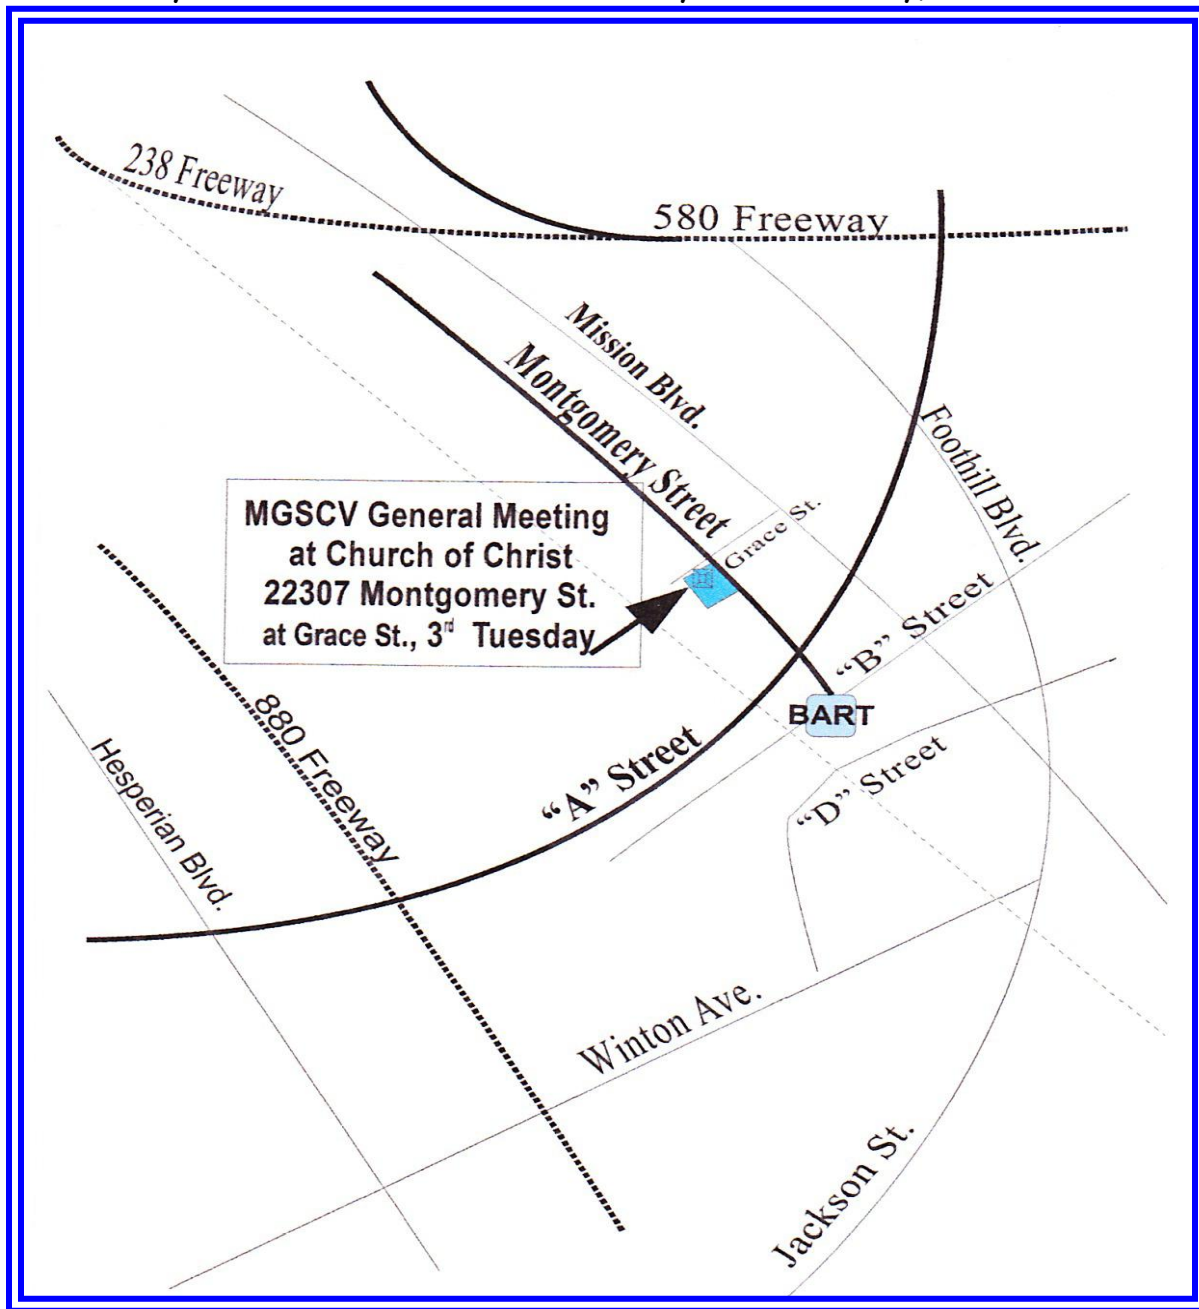 238 Freeway
580 Freeway
Mission Blvd.
Montgomery Street
Foothill Blvd.
Grace St.
MGSCV General Meeting
at Church of Christ
22307 Montgomery St.
at Grace St., 3rd Tuesday
“B” Street
BART
880 Freeway
“A” Street
“D” Street
Hesperian Blvd.
Winton Ave.
Jackson St.